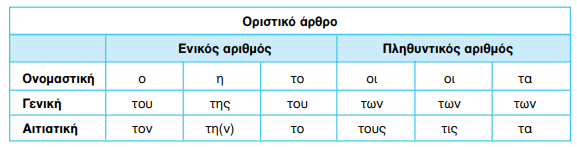 Οριστικό άρθρο
Ενικός αριθμός Πληθυντικός αριθμός
Ονομαστική ο η το οι οι τα
Γενική του της του των των των
Αιτιατική τον τη(ν) το τους τις τα